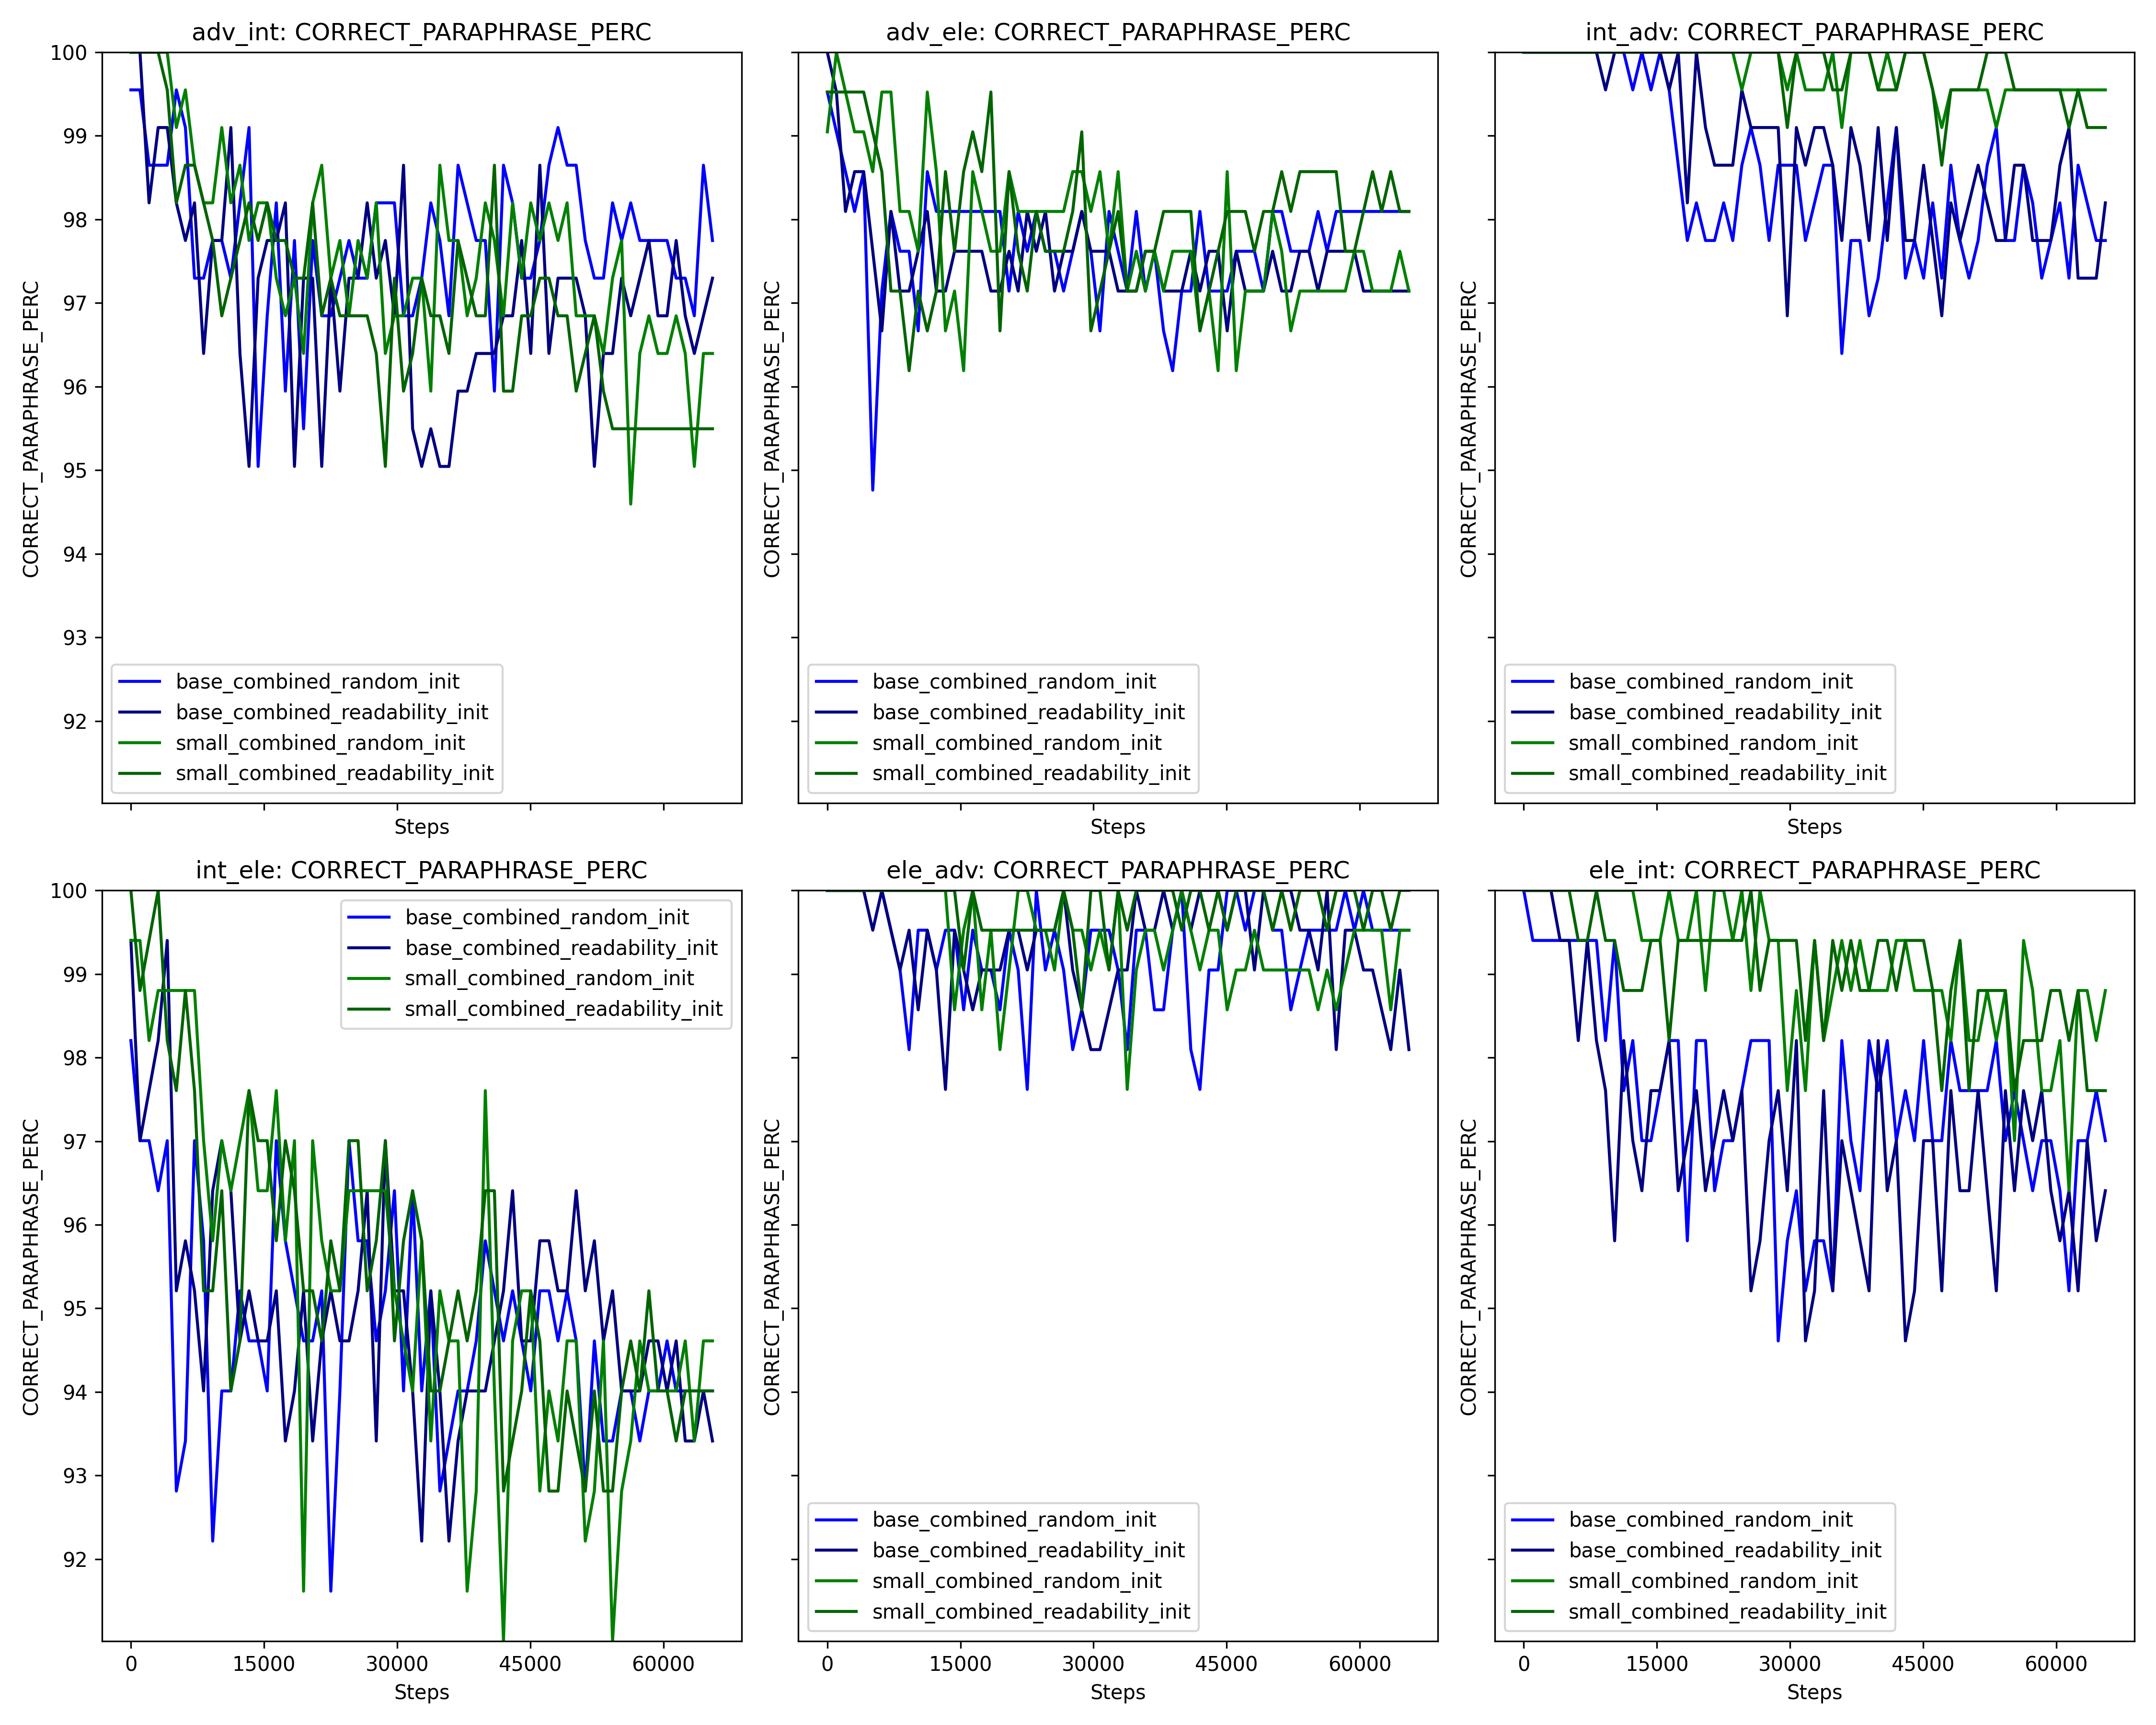 adv_int: CORRECT_PARAPHRASE_PERC
CORRECT_PARAPHRASE_PERC
100
99
98
97
96
95
94
93
92
base_combined_random_init
base_combined_readability_init
small_combined_random_init
small_combined_readability_init
Steps
adv_ele: CORRECT_PARAPHRASE_PERC
CORRECT_PARAPHRASE_PERC
base_combined_random_init
base_combined_readability_init
small_combined_random_init
small_combined_readability_init
Steps
int_adv: CORRECT_PARAPHRASE_PERC
CORRECT_PARAPHRASE_PERC
base_combined_random_init
base_combined_readability_init
small_combined_random_init
small_combined_readability_init
Steps
int_ele: CORRECT_PARAPHRASE_PERC
CORRECT_PARAPHRASE_PERC
100
99
98
97
96
95
94
93
92
base_combined_random_init
base_combined_readability_init
small_combined_random_init
small_combined_readability_init
0 15000 30000 45000 60000
Steps
ele_adv: CORRECT_PARAPHRASE_PERC
CORRECT_PARAPHRASE_PERC
base_combined_random_init
base_combined_readability_init
small_combined_random_init
small_combined_readability_init
0 15000 30000 45000 60000
Steps
ele_int: CORRECT_PARAPHRASE_PERC
CORRECT_PARAPHRASE_PERC
base_combined_random_init
base_combined_readability_init
small_combined_random_init
small_combined_readability_init
0 15000 30000 45000 60000
Steps